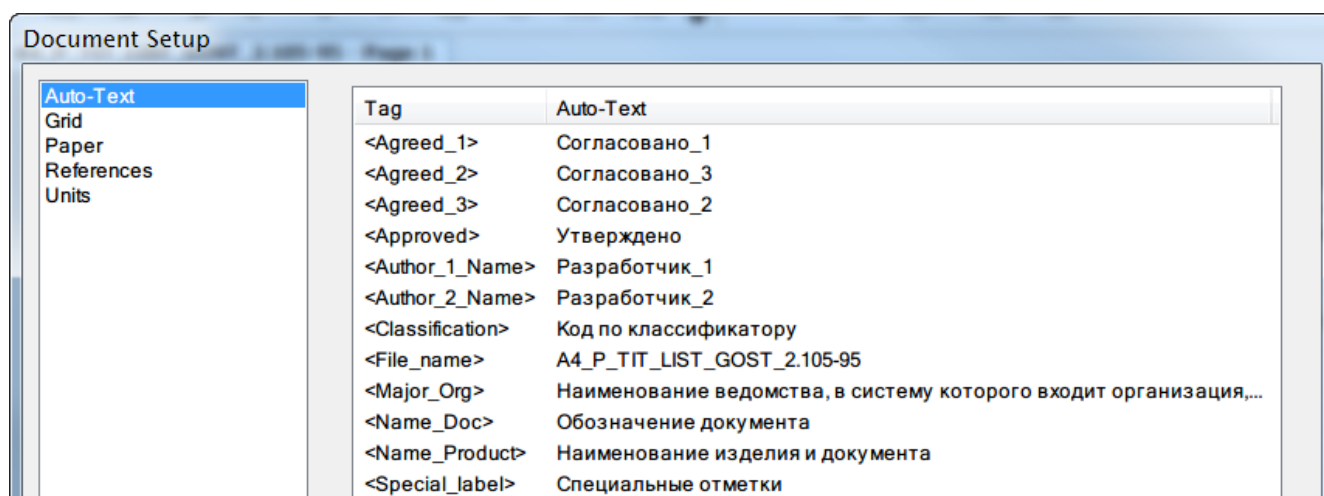 Document Setup
Auto-Text
Grid
Paper
References
Units
Tag Auto-Text
<Agreed_1> Согласовано_1
<Agreed_2> Согласовано_3
<Agreed_3> Согласовано_2
<Approved> Утверждено
<Author_1_Name> Разработчик_1
<Author_2_Name> Разработчик_2
<Classification> Код по классификатору
<File_name> A4_P_TIT_LIST_GOST_2.105-95
<Major_Org> Наименование ведомства, в систему которого входит организация,...
<Name_Doc> Обозначение документа
<Name_Product> Наименование изделия и документа
<Special_label> Специальные отметки